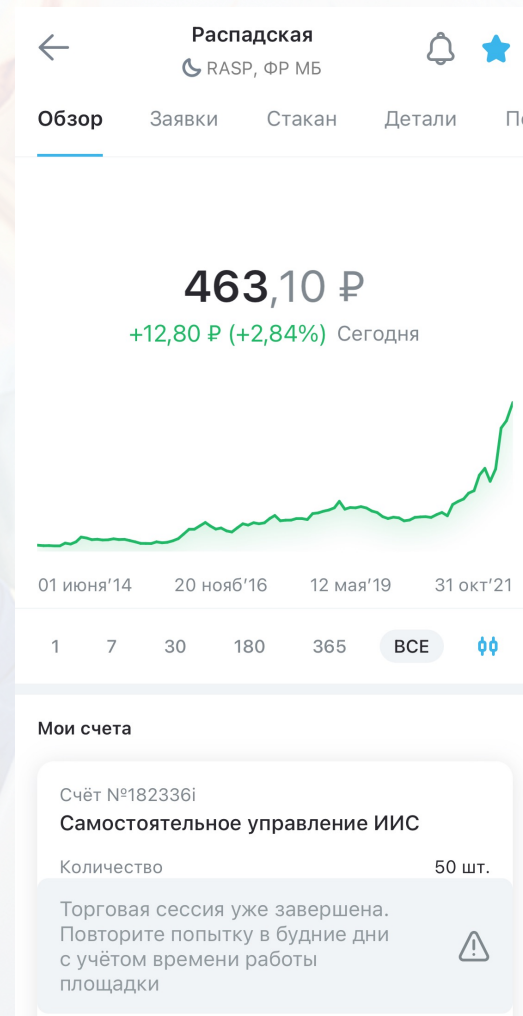 Распадская
RASP, ФР МБ
Обзор Заявки Стакан Детали
463,10 ₽
+12,80 ₽ (+2,84%) Сегодня
01 июня'14 20 нояб'16 12 мая'19 31 окт'21
1 7 30 180 365 ВСЕ
Мои счета
Счёт №182336i
Самостоятельное управление ИИС
Количество 50 шт.
Торговая сессия уже завершена.
Повторите попытку в будние дни
с учётом времени работы
площадки